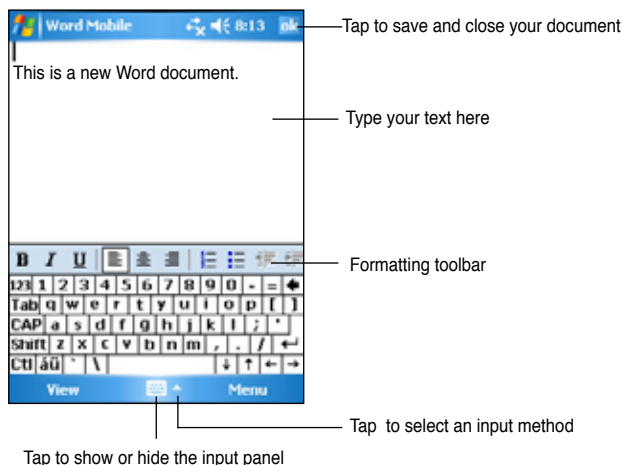 Word Mobile 8:13 ok
Tap to save and close your document
This is a new Word document.
Type your text here
B I U
Formatting toolbar
123 1 2 3 4 5 6 7 8 9 0 - =
Tab q w e r t y u i o p [ ]
CAP a s d f g h j k l ; '
Shift z x c v b n m , . /
Ctl áü ` \
View Menu
Tap to select an input method
Tap to show or hide the input panel